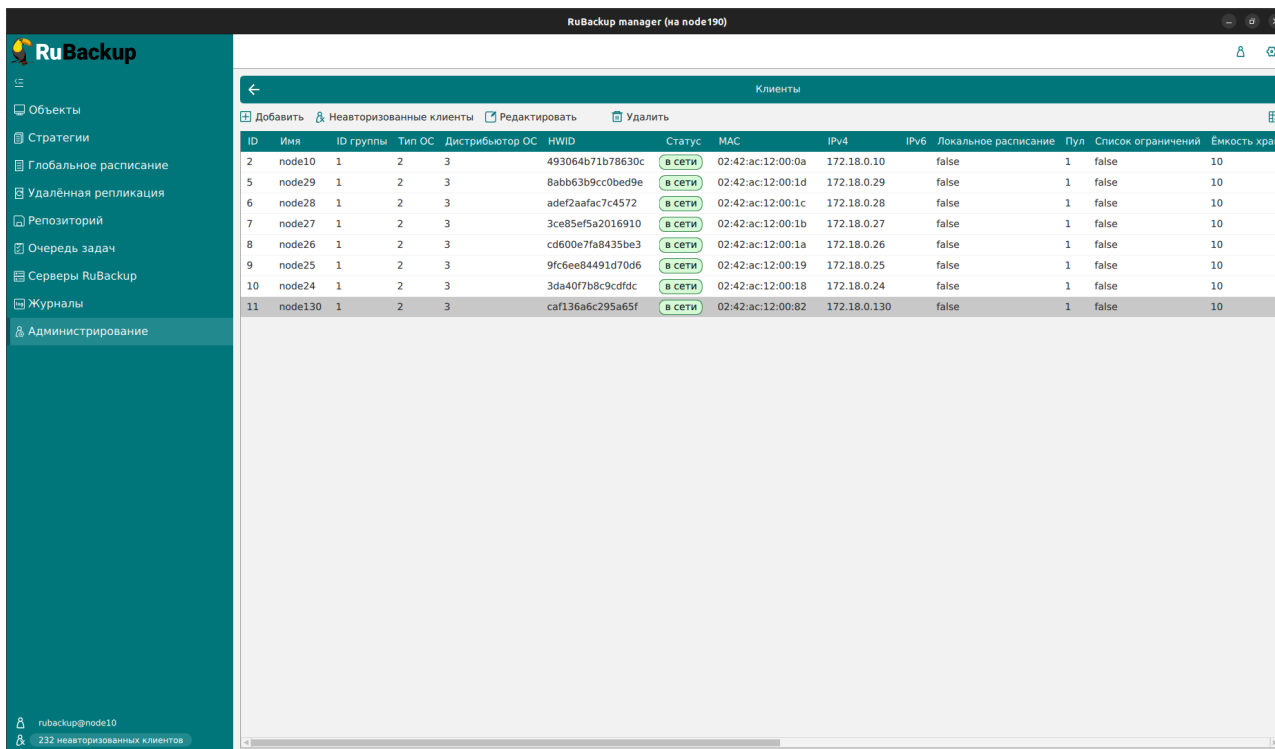 RuBackup manager (на node190)
RuBackup
Клиенты
Объекты
Стратегии
Глобальное расписание
Удалённая репликация
Репозиторий
Очередь задач
Серверы RuBackup
Журналы
Администрирование
Добавить Неавторизованные клиенты Редактировать Удалить
ID Имя ID группы Тип ОС Дистрибьютор ОС HWID Статус MAC IPv4 IPv6 Локальное расписание Пул Список ограничений Ёмкость хра
2 node10 1 2 3 493064b71b78630c в сети 02:42:ac:12:00:0a 172.18.0.10 false 1 false 10
5 node29 1 2 3 8abb63b9cc0bed9e в сети 02:42:ac:12:00:1d 172.18.0.29 false 1 false 10
6 node28 1 2 3 adef2aafac7c4572 в сети 02:42:ac:12:00:1c 172.18.0.28 false 1 false 10
7 node27 1 2 3 3ce85ef5a2016910 в сети 02:42:ac:12:00:1b 172.18.0.27 false 1 false 10
8 node26 1 2 3 cd600e7fa8435be3 в сети 02:42:ac:12:00:1a 172.18.0.26 false 1 false 10
9 node25 1 2 3 9fc6ee84491d70d6 в сети 02:42:ac:12:00:19 172.18.0.25 false 1 false 10
10 node24 1 2 3 3da40f7b8c9cdfdc в сети 02:42:ac:12:00:18 172.18.0.24 false 1 false 10
11 node130 1 2 3 caf136a6c295a65f в сети 02:42:ac:12:00:82 172.18.0.130 false 1 false 10
rubackup@node10
232 неавторизованных клиентов